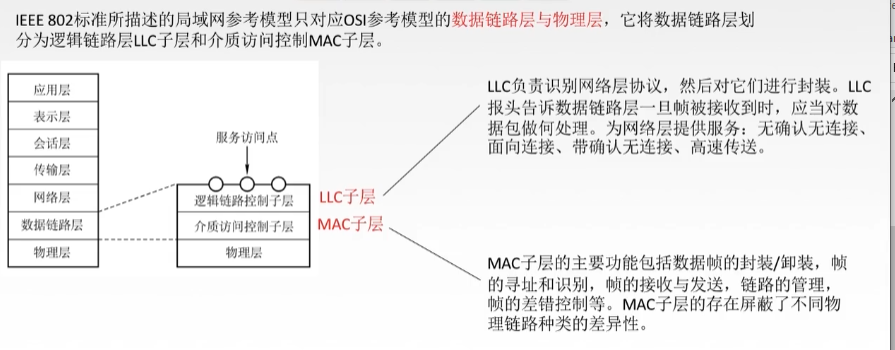 IEEE 802标准所描述的局域网参考模型只对应OSI参考模型的数据链路层与物理层，它将数据链路层划
分为逻辑链路层LLC子层和介质访问控制MAC子层。
应用层
表示层
会话层
传输层
网络层
数据链路层
物理层
服务访问点
逻辑链路控制子层
介质访问控制子层
物理层
LLC子层
MAC子层
LLC负责识别网络层协议，然后对它们进行封装。LLC
报头告诉数据链路层一旦帧被接收到时，应当对数
据包做何处理。为网络层提供服务：无确认无连接、
面向连接、带确认无连接、高速传送。
MAC子层的主要功能包括数据帧的封装/卸装，帧
的寻址和识别，帧的接收与发送，链路的管理，
帧的差错控制等。MAC子层的存在屏蔽了不同物
理链路种类的差异性。